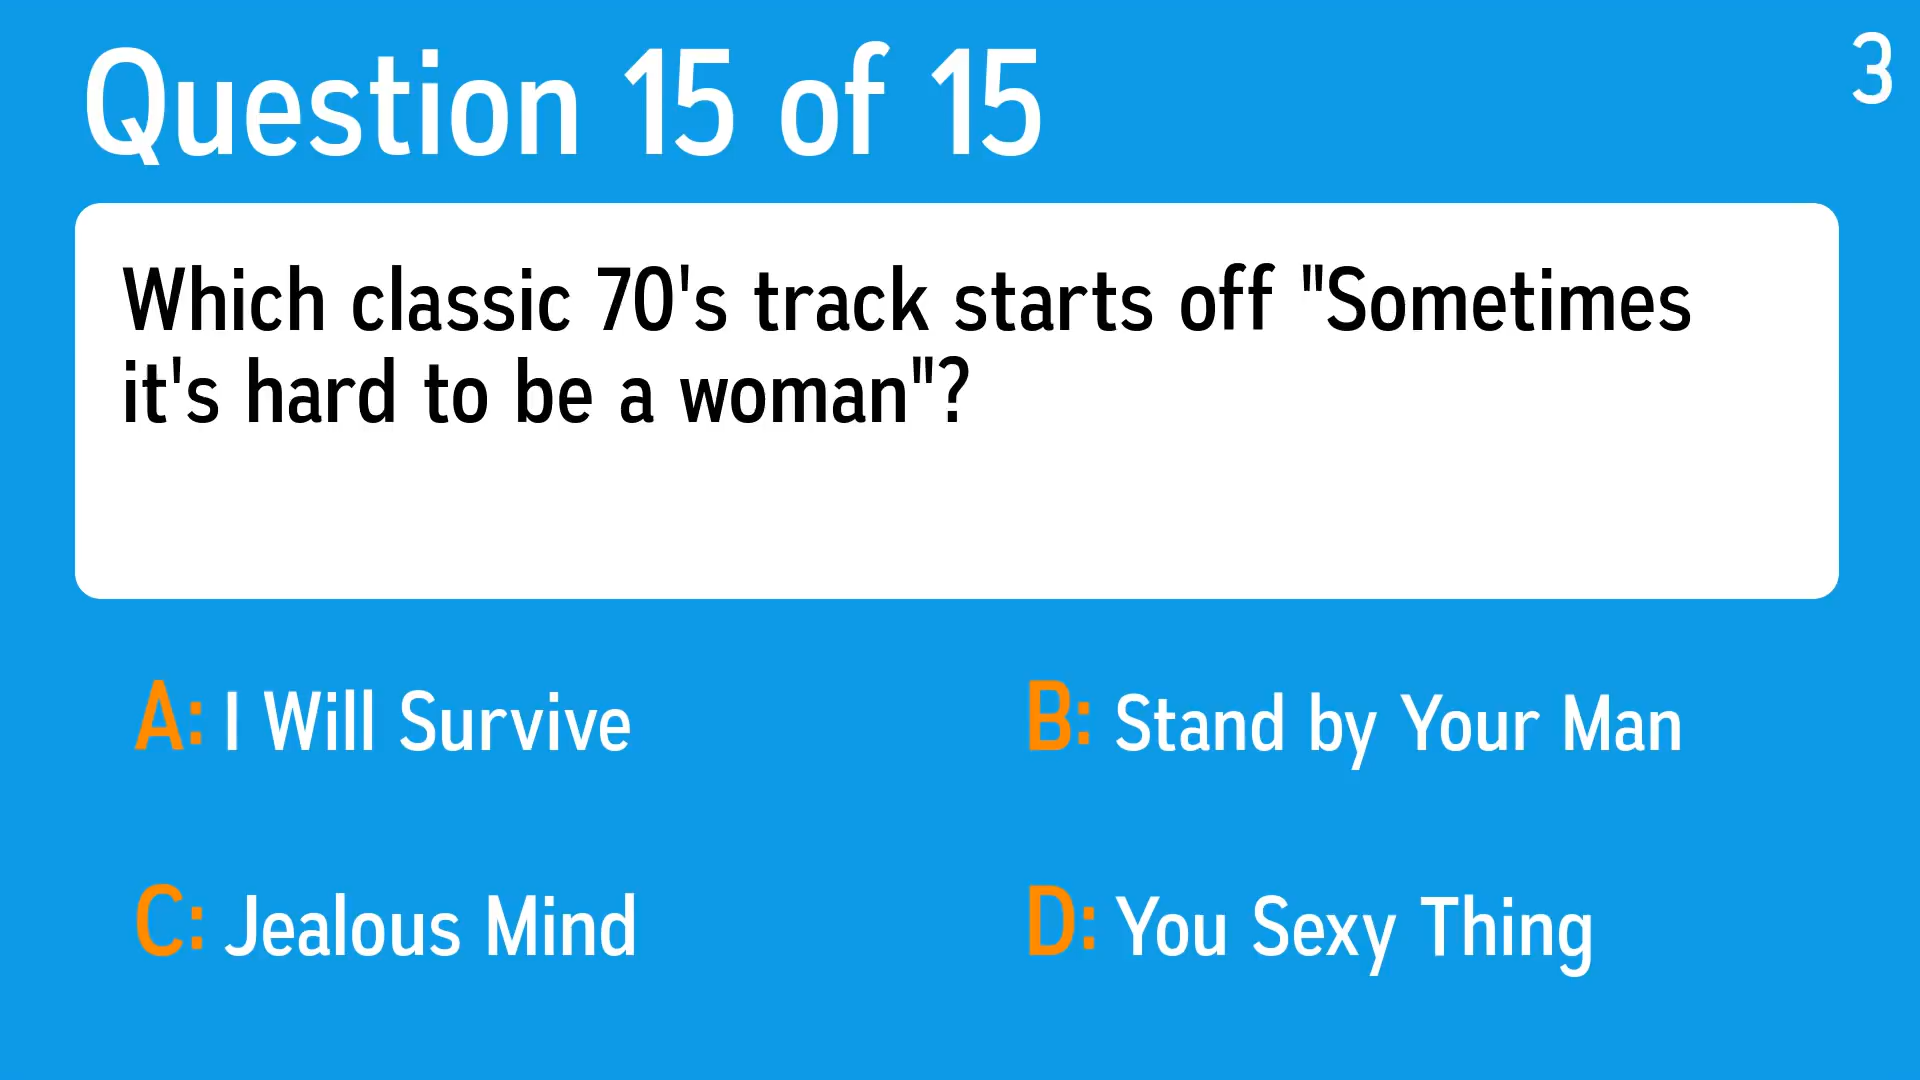 Question 15 of 15
3
Which classic 70's track starts off "Sometimes
it's hard to be a woman"?
A: I Will Survive
B: Stand by Your Man
C: Jealous Mind
D: You Sexy Thing